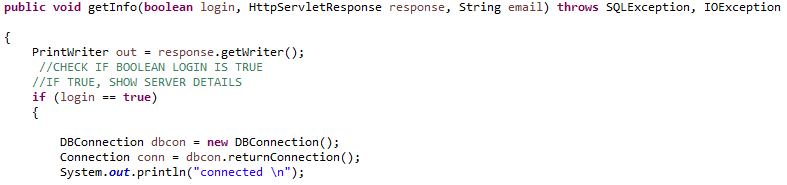 public void getInfo(boolean login, HttpServletResponse response, String email) throws SQLException, IOException
{
PrintWriter out = response.getWriter();
//CHECK IF BOOLEAN LOGIN IS TRUE
//IF TRUE, SHOW SERVER DETAILS
if (login == true)
{
DBConnection dbcon = new DBConnection();
Connection conn = dbcon.returnConnection();
System.out.println("connected \n");